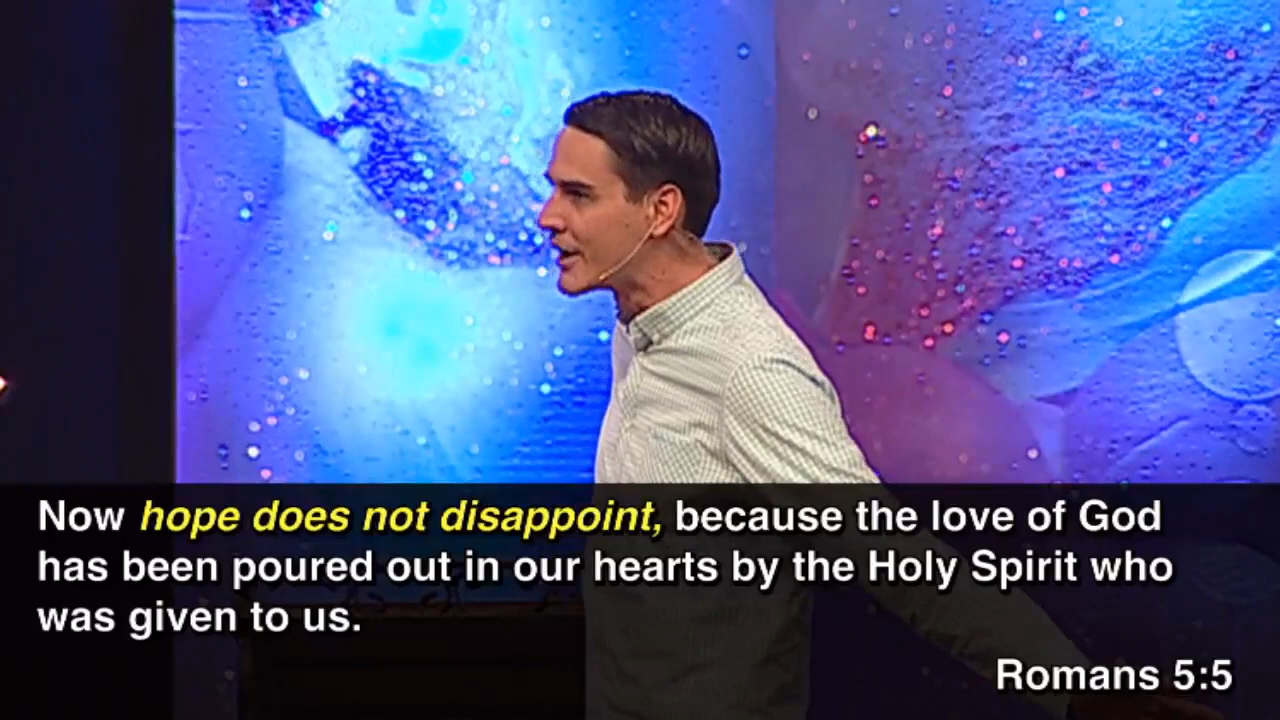 Now hope does not disappoint, because the love of God
has been poured out in our hearts by the Holy Spirit who
was given to us.
Romans 5:5